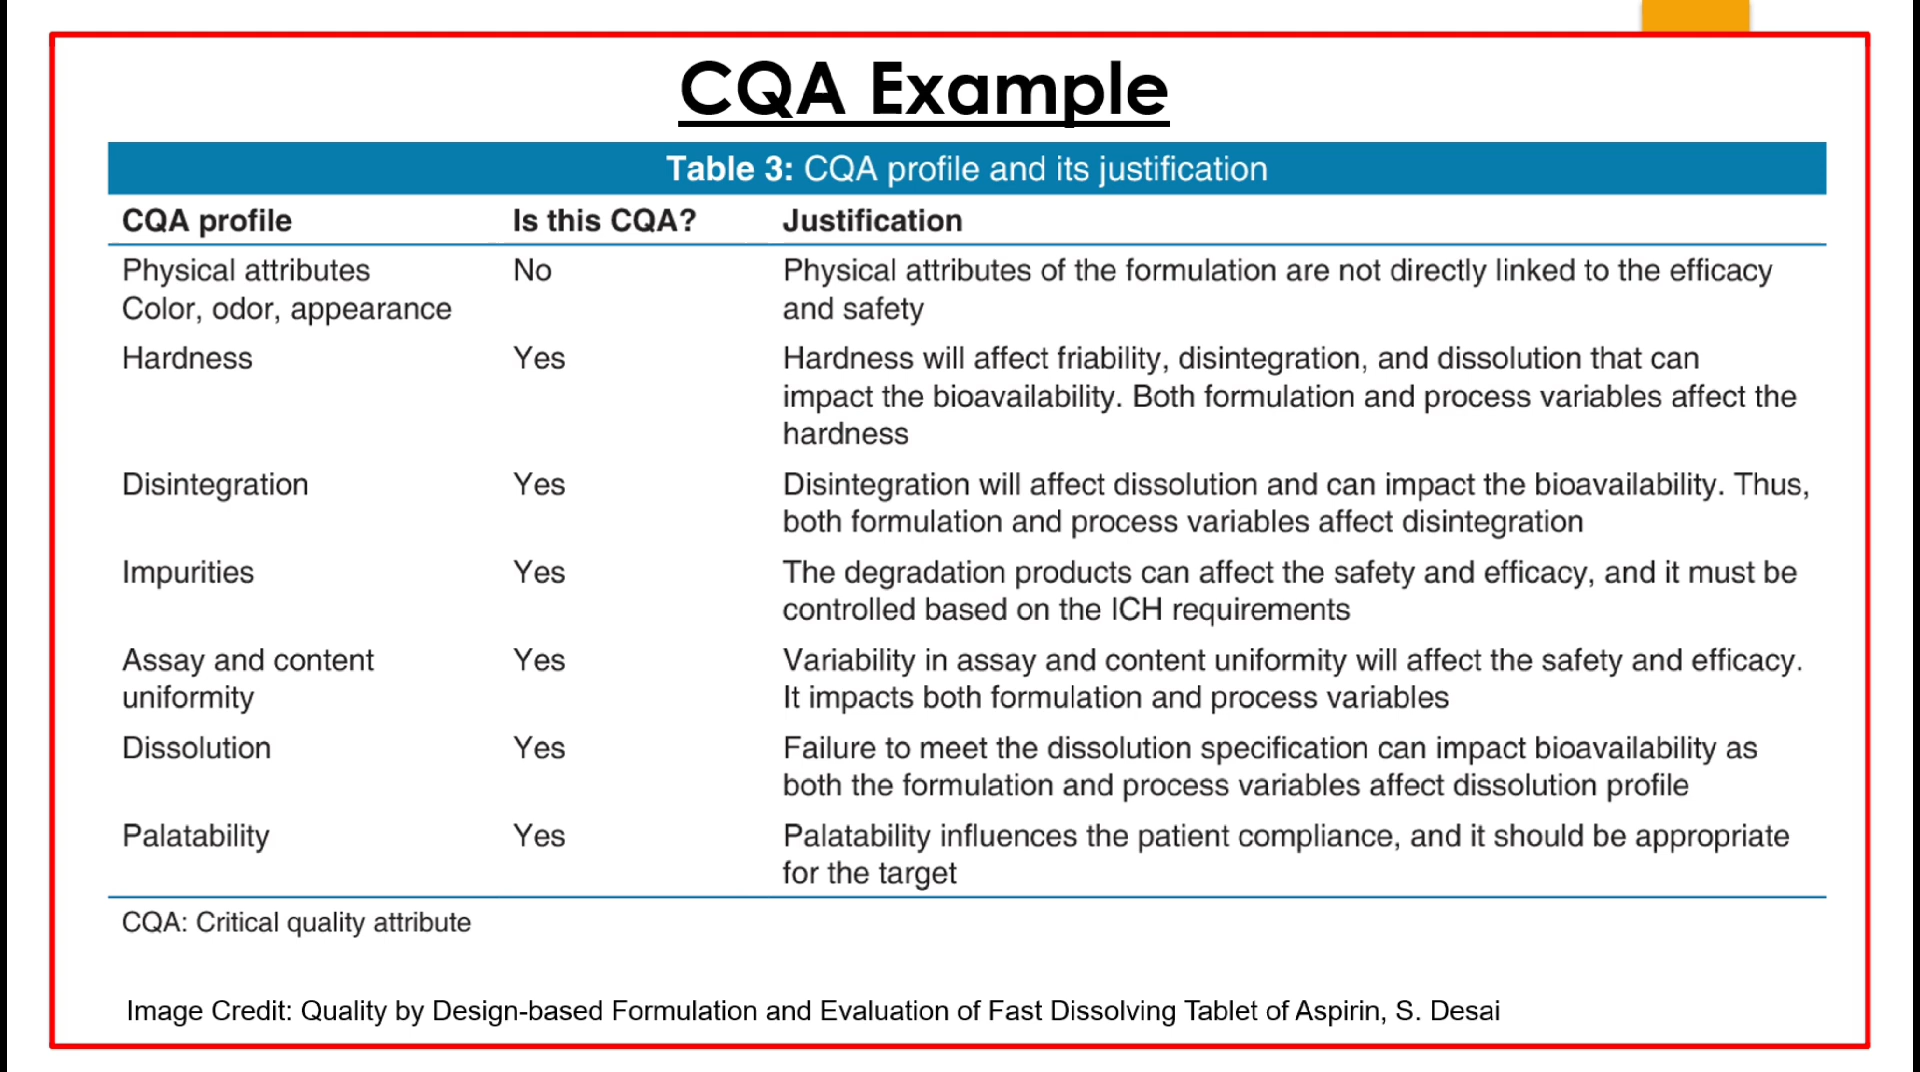 CQA Example
Table 3: CQA profile and its justification
CQA profile Is this CQA? Justification
Physical attributes No Physical attributes of the formulation are not directly linked to the efficacy
Color, odor, appearance and safety
Hardness Yes Hardness will affect friability, disintegration, and dissolution that can
impact the bioavailability. Both formulation and process variables affect the
hardness
Disintegration Yes Disintegration will affect dissolution and can impact the bioavailability. Thus,
both formulation and process variables affect disintegration
Impurities Yes The degradation products can affect the safety and efficacy, and it must be
controlled based on the ICH requirements
Assay and content Yes Variability in assay and content uniformity will affect the safety and efficacy.
uniformity It impacts both formulation and process variables
Dissolution Yes Failure to meet the dissolution specification can impact bioavailability as
both the formulation and process variables affect dissolution profile
Palatability Yes Palatability influences the patient compliance, and it should be appropriate
for the target
CQA: Critical quality attribute
Image Credit: Quality by Design-based Formulation and Evaluation of Fast Dissolving Tablet of Aspirin, S. Desai